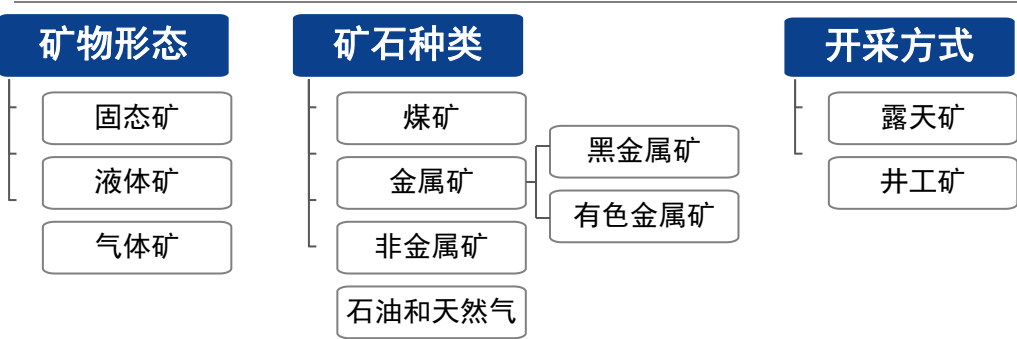 矿物形态
固态矿
液体矿
气体矿
矿石种类
煤矿
金属矿
黑金属矿
有色金属矿
非金属矿
石油和天然气
开采方式
露天矿
井工矿